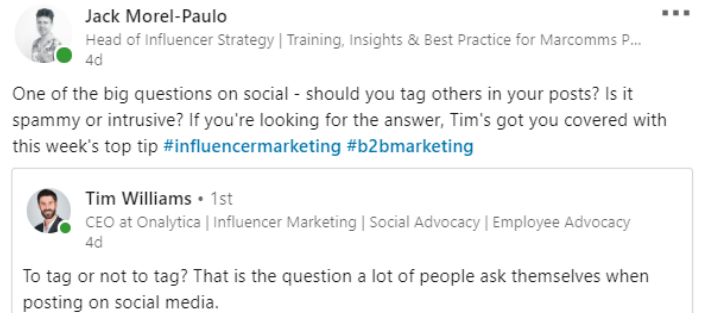 Jack Morel-Paulo
Head of Influencer Strategy | Training, Insights & Best Practice for Marcomms P...
4d
One of the big questions on social - should you tag others in your posts? Is it
spammy or intrusive? If you're looking for the answer, Tim's got you covered with
this week's top tip #influencermarketing #b2bmarketing
Tim Williams • 1st
CEO at Onalytica | Influencer Marketing | Social Advocacy | Employee Advocacy
4d
To tag or not to tag? That is the question a lot of people ask themselves when
posting on social media.